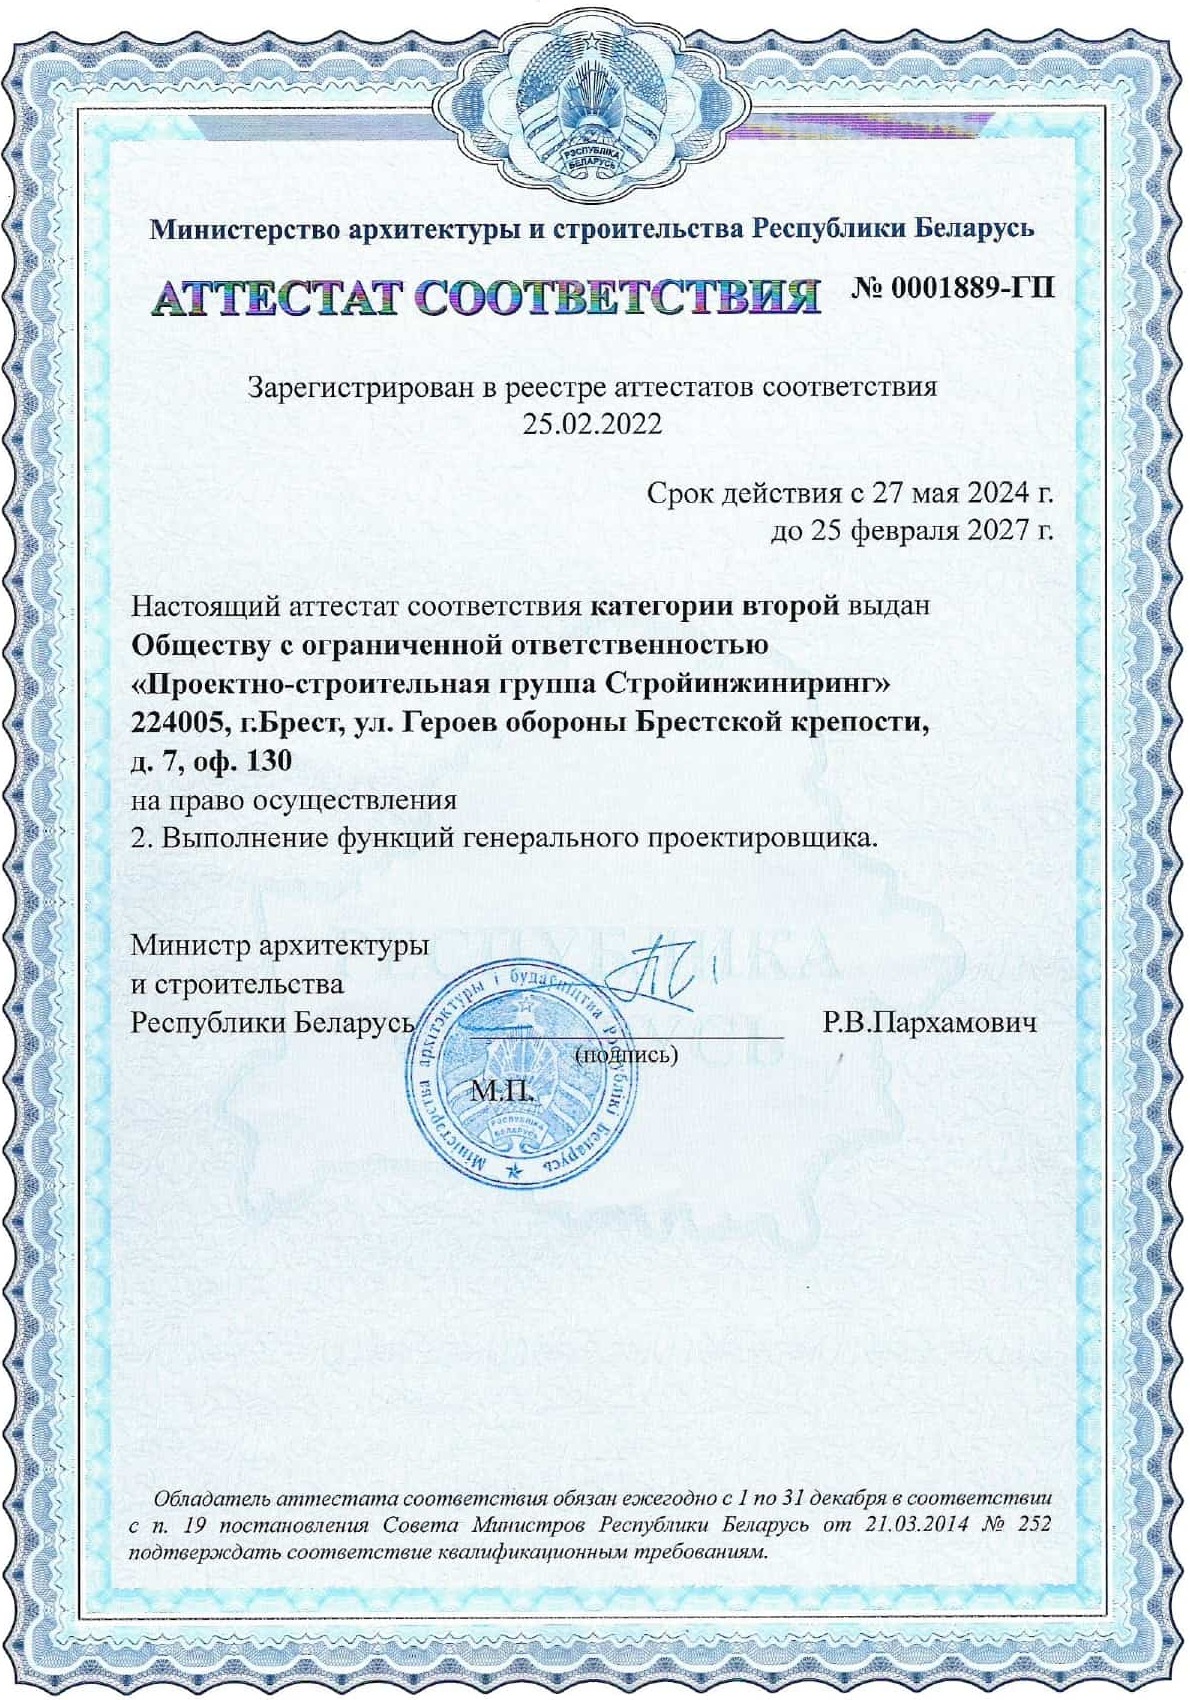 РЭСПУБЛІКА
БЕЛАРУСЬ
Министерство архитектуры и строительства Республики Беларусь
АТТЕСТАТ СООТВЕТСТВИЯ № 0001889-ГП
Зарегистрирован в реестре аттестатов соответствия
25.02.2022
Срок действия с 27 мая 2024 г.
до 25 февраля 2027 г.
Настоящий аттестат соответствия категории второй выдан
Обществу с ограниченной ответственностью
«Проектно-строительная группа Стройинжиниринг»
224005, г.Брест, ул. Героев обороны Брестской крепости,
д. 7, оф. 130
на право осуществления
2. Выполнение функций генерального проектировщика.
Министр архитектуры
и строительства
Республики Беларусь Р.В.Пархамович
(подпись)
М.П.
Міністэрства архітэктуры і будаўніцтва Рэспублікі Беларусь
РЭСПУБЛІКА
БЕЛАРУСЬ
Обладатель аттестата соответствия обязан ежегодно с 1 по 31 декабря в соответствии
с п. 19 постановления Совета Министров Республики Беларусь от 21.03.2014 № 252
подтверждать соответствие квалификационным требованиям.